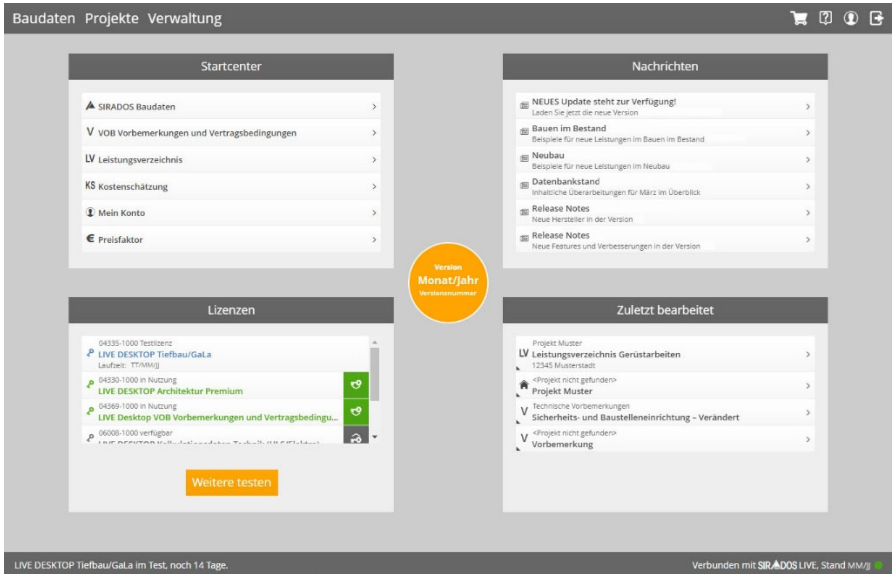 Baudaten Projekte Verwaltung
Startcenter
SIRADOS Baudaten
V VOB Vorbemerkungen und Vertragsbedingungen
LV Leistungsverzeichnis
KS Kostenschätzung
Mein Konto
€ Preisfaktor
Nachrichten
NEUES Update steht zur Verfügung!
Laden Sie jetzt die neue Version
Bauen im Bestand
Beispiele für neue Leistungen im Bauen im Bestand
Neubau
Beispiele für neue Leistungen im Neubau
Datenbankstand
Inhaltliche Überarbeitungen für März im Überblick
Release Notes
Neue Hersteller in der Version
Release Notes
Neue Features und Verbesserungen in der Version
Version
Monat/Jahr
Versionsnummer
Lizenzen
04335-1000 Testlizenz
LIVE DESKTOP Tiefbau/GaLa
Laufzeit: TT/MM/JJ
04330-1000 in Nutzung
LIVE DESKTOP Architektur Premium
04369-1000 in Nutzung
LIVE Desktop VOB Vorbemerkungen und Vertragsbedingu...
06008-1000 verfügbar
LIVE DESKTOP Kalkulationsdaten Technik (HLS/Elektro)
Weitere testen
Zuletzt bearbeitet
Projekt Muster
LV Leistungsverzeichnis Gerüstarbeiten
12345 Musterstadt
<Projekt nicht gefunden>
Projekt Muster
Technische Vorbemerkungen
V Sicherheits- und Baustelleneinrichtung – Verändert
<Projekt nicht gefunden>
V Vorbemerkung
LIVE DESKTOP Tiefbau/GaLa im Test, noch 14 Tage.
Verbunden mit SIRADOS LIVE, Stand MM/JJ